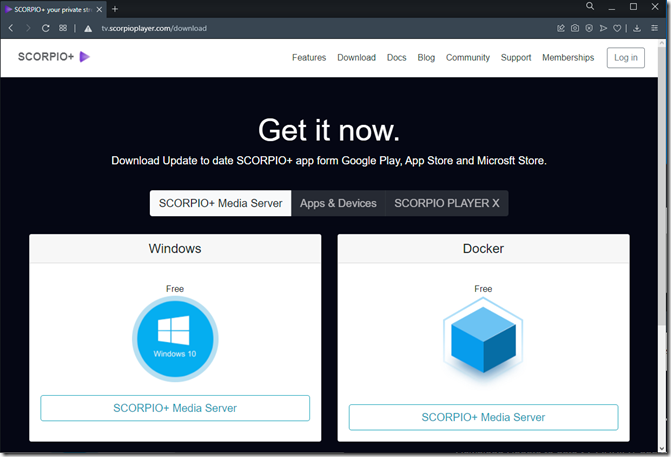 SCORPIO+ your private stre
tv.scorpioplayer.com/download
SCORPIO+
Features Download Docs Blog Community Support Memberships Log in
Get it now.
Download Update to date SCORPIO+ app form Google Play, App Store and Microsft Store.
SCORPIO+ Media Server Apps & Devices SCORPIO PLAYER X
Windows
Free
Windows 10
SCORPIO+ Media Server
Docker
Free
SCORPIO+ Media Server